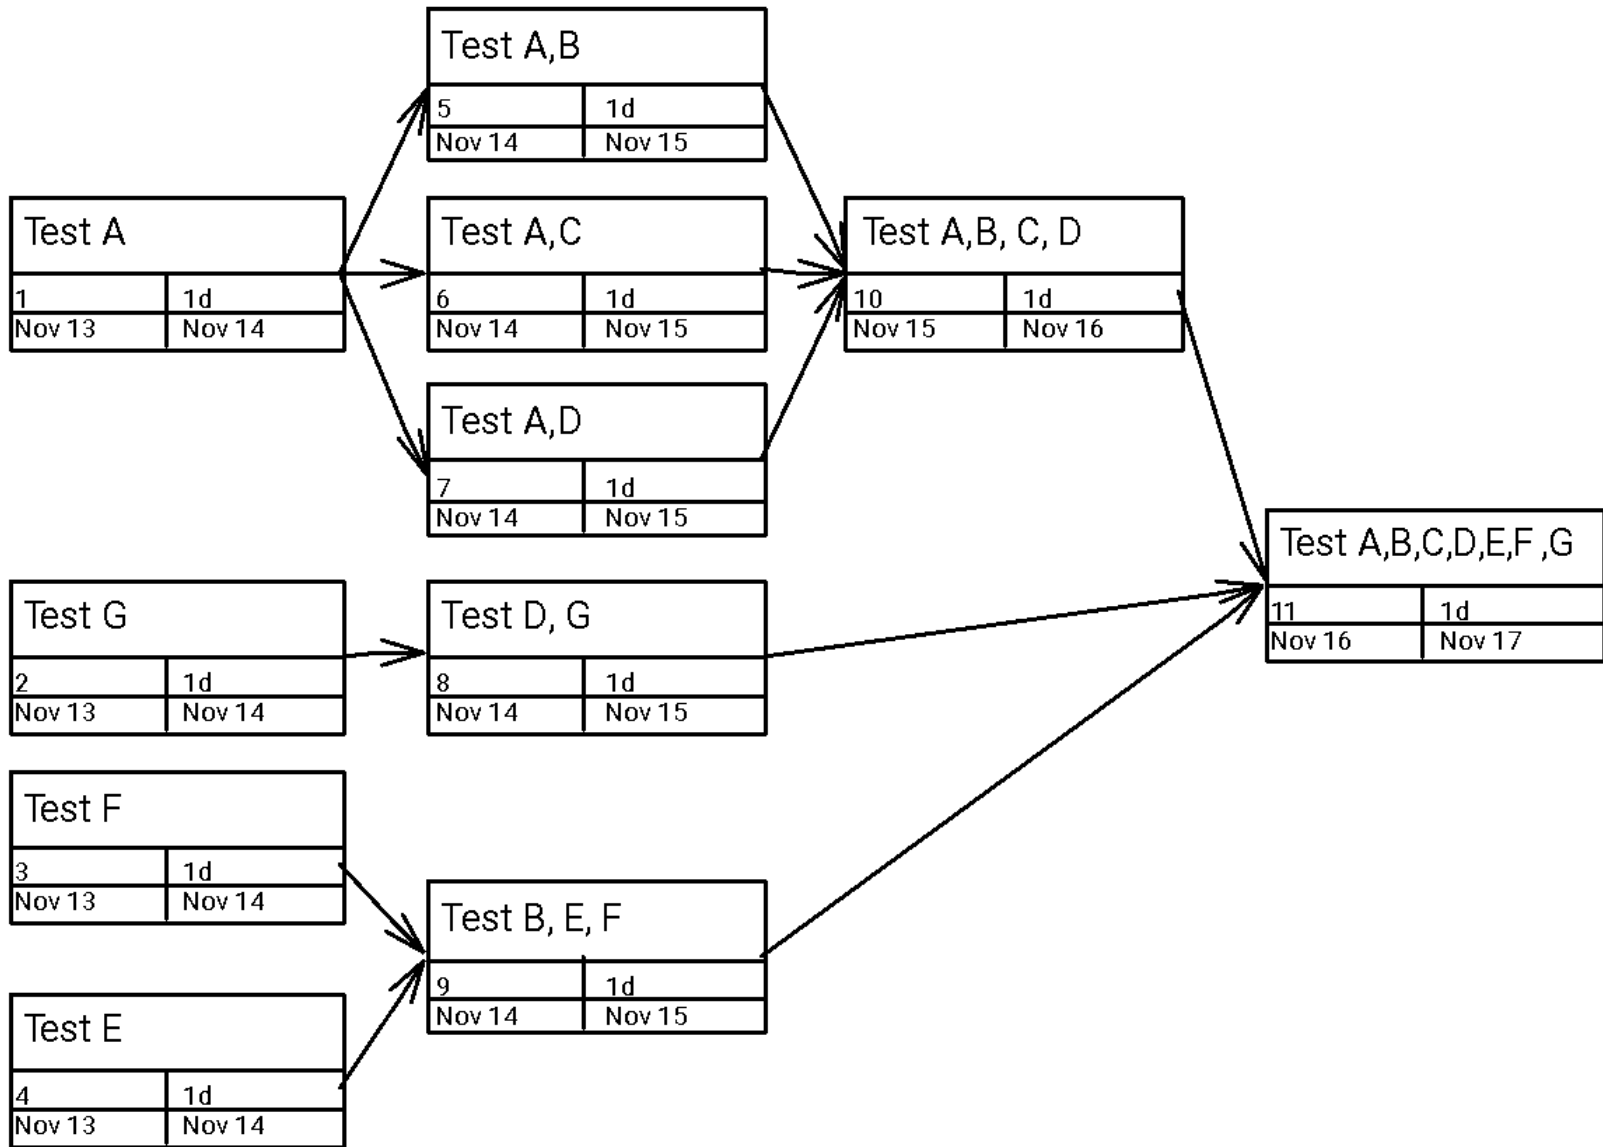 Test A,B
5 1d
Nov 14 Nov 15
Test A
1 1d
Nov 13 Nov 14
Test A,C
6 1d
Nov 14 Nov 15
Test A,B, C, D
10 1d
Nov 15 Nov 16
Test A,D
7 1d
Nov 14 Nov 15
Test A,B,C,D,E,F ,G
11 1d
Nov 16 Nov 17
Test G
2 1d
Nov 13 Nov 14
Test D, G
8 1d
Nov 14 Nov 15
Test F
3 1d
Nov 13 Nov 14
Test B, E, F
9 1d
Nov 14 Nov 15
Test E
4 1d
Nov 13 Nov 14